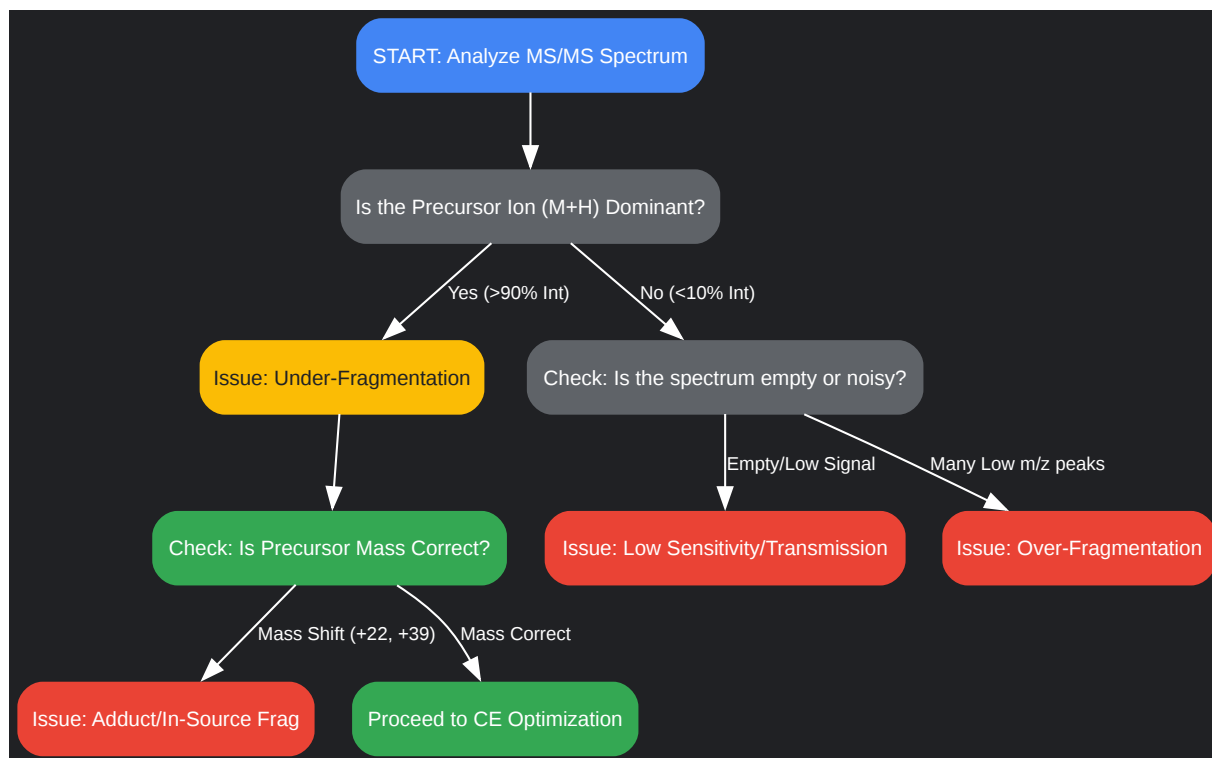 START: Analyze MS/MS Spectrum
Is the Precursor Ion (M+H) Dominant?
Yes (>90% Int)
No (<10% Int)
Issue: Under-Fragmentation
Check: Is the spectrum empty or noisy?
Empty/Low Signal
Many Low m/z peaks
Check: Is Precursor Mass Correct?
Issue: Low Sensitivity/Transmission
Issue: Over-Fragmentation
Mass Shift (+22, +39)
Mass Correct
Issue: Adduct/In-Source Frag
Proceed to CE Optimization